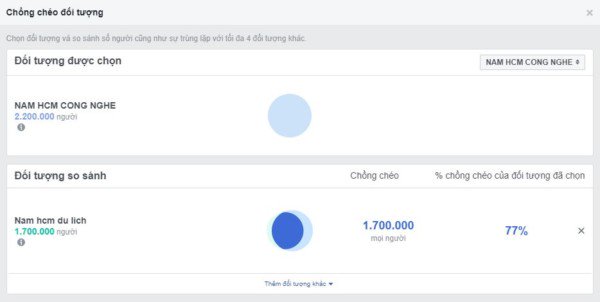 Chồng chéo đối tượng
Chọn đối tượng và so sánh số người cũng như sự trùng lặp với tối đa 4 đối tượng khác.
Đối tượng được chọn
NAM HCM CONG NGHE
NAM HCM CONG NGHE
2.200.000 người
Đối tượng so sánh
Chồng chéo
% chồng chéo của đối tượng đã chọn
Nam hcm du lich
1.700.000 người
1.700.000
mọi người
77%
Thêm đối tượng khác